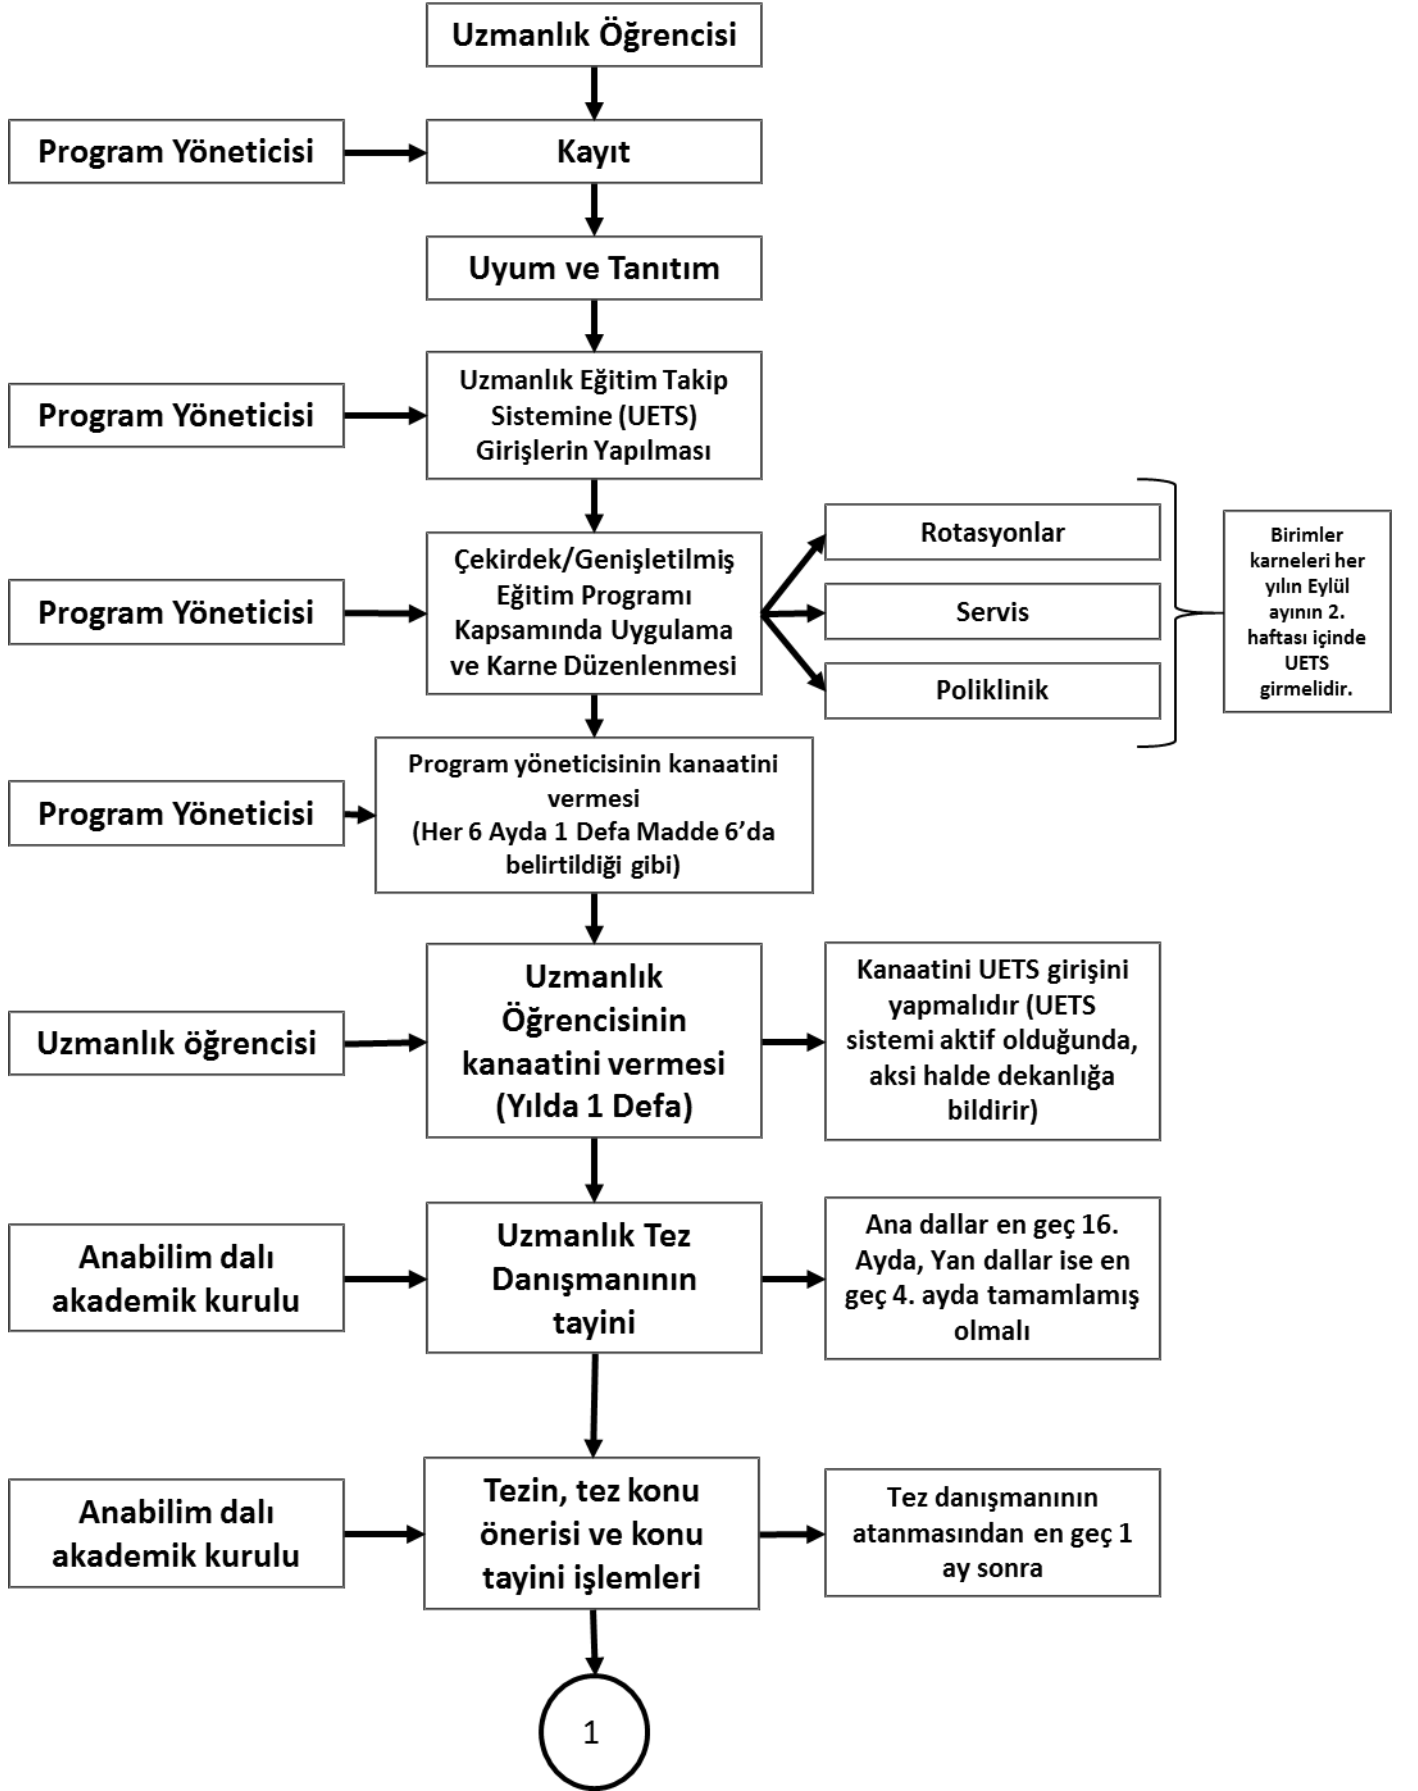 Uzmanlık Öğrencisi
Program Yöneticisi
Kayıt
Uyum ve Tanıtım
Program Yöneticisi
Uzmanlık Eğitim Takip
Sistemine (UETS)
Girişlerin Yapılması
Program Yöneticisi
Çekirdek/Genişletilmiş
Eğitim Programı
Kapsamında Uygulama
ve Karne Düzenlenmesi
Rotasyonlar
Servis
Poliklinik
Birimler
karneleri her
yılın Eylül
ayının 2.
haftası içinde
UETS
girmelidir.
Program Yöneticisi
Program yöneticisinin kanaatini
vermesi
(Her 6 Ayda 1 Defa Madde 6’da
belirtildiği gibi)
Uzmanlık öğrencisi
Uzmanlık
Öğrencisinin
kanaatini vermesi
(Yılda 1 Defa)
Kanaatini UETS girişini
yapmalıdır (UETS
sistemi aktif olduğunda,
aksi halde dekanlığa
bildirir)
Anabilim dalı
akademik kurulu
Uzmanlık Tez
Danışmanının
tayini
Ana dallar en geç 16.
Ayda, Yan dallar ise en
geç 4. ayda tamamlamış
olmalı
Anabilim dalı
akademik kurulu
Tezin, tez konu
önerisi ve konu
tayini işlemleri
Tez danışmanının
atanmasından en geç 1
ay sonra
1